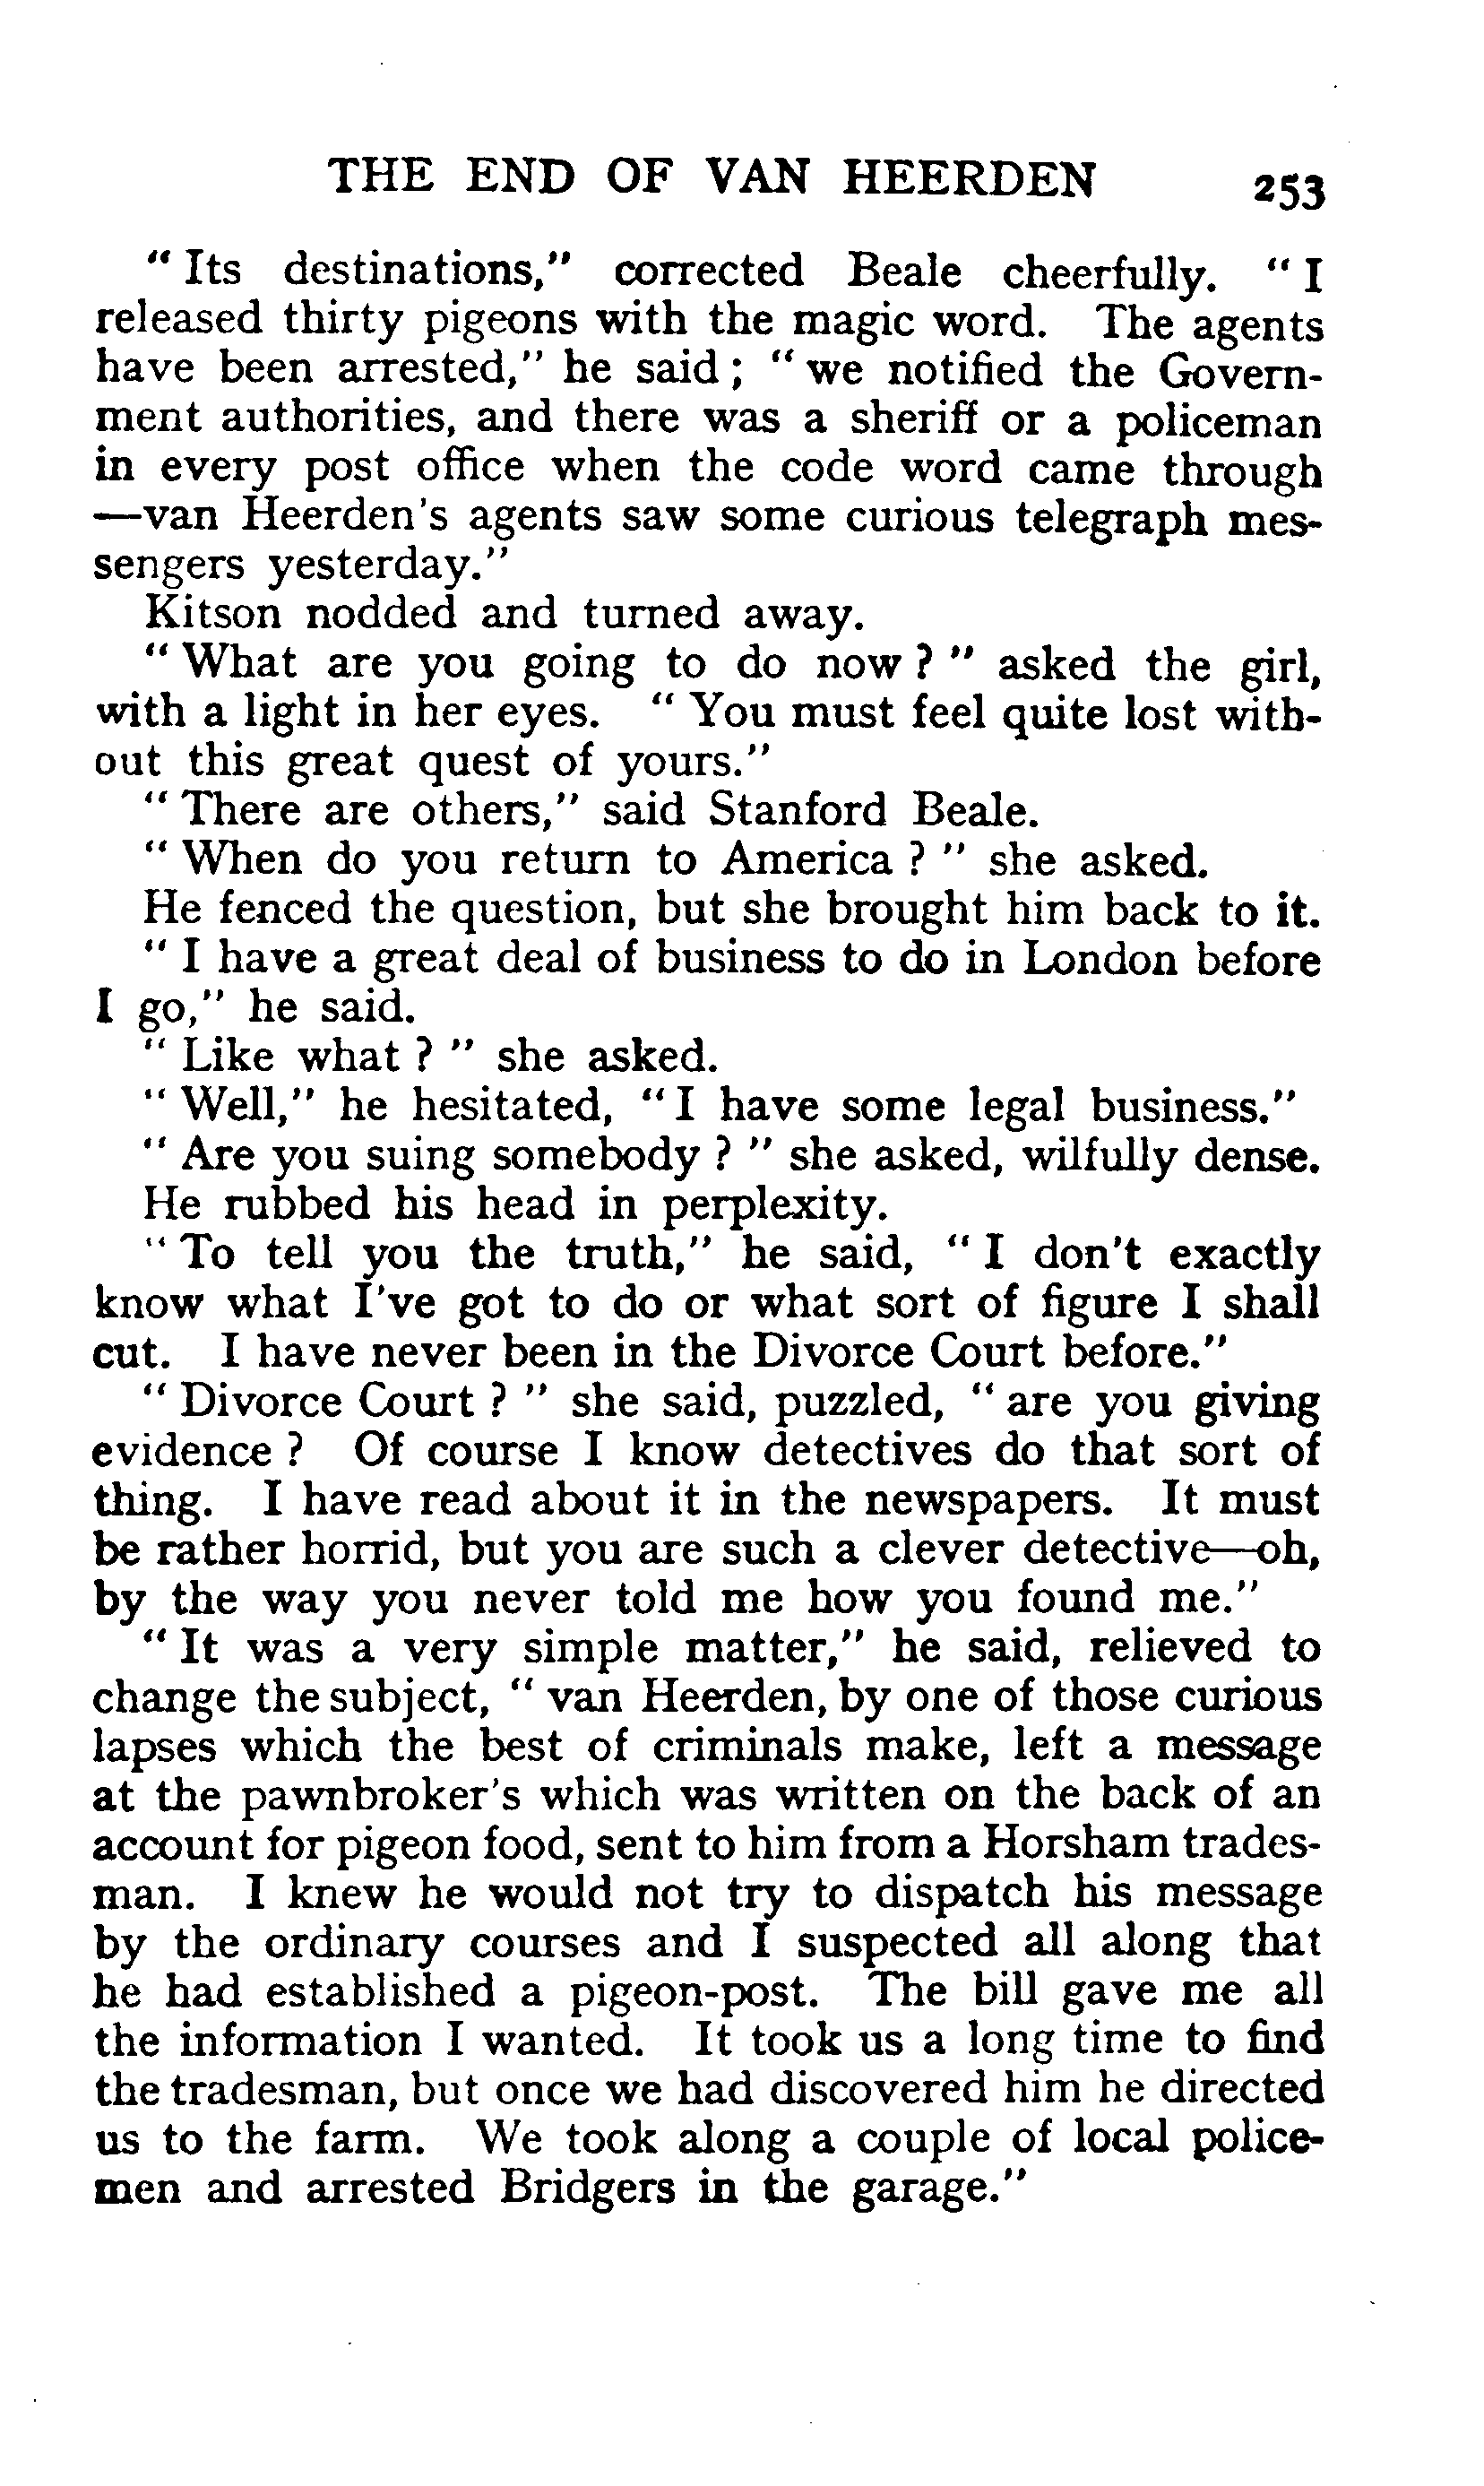 THE END OF VAN HEERDEN 253
" Its destinations," corrected Beale cheerfully. " I
released thirty pigeons with the magic word. The agents
have been arrested," he said ; " we notified the Govern-
ment authorities, and there was a sheriff or a policeman
in every post office when the code word came through
—van Heerden's agents saw some curious telegraph mes-
sengers yesterday."
Kitson nodded and turned away.
" What are you going to do now ? " asked the girl,
with a light in her eyes. " You must feel quite lost with-
out this great quest of yours."
" There are others," said Stanford Beale.
" When do you return to America ? " she asked.
He fenced the question, but she brought him back to it.
" I have a great deal of business to do in London before
I go," he said.
" Like what ? " she asked.
" Well," he hesitated, " I have some legal business."
" Are you suing somebody ? " she asked, wilfully dense.
He rubbed his head in perplexity.
" To tell you the truth," he said, " I don't exactly
know what I've got to do or what sort of figure I shall
cut. I have never been in the Divorce Court before."
" Divorce Court ? " she said, puzzled, " are you giving
evidence ? Of course I know detectives do that sort of
thing. I have read about it in the newspapers. It must
be rather horrid, but you are such a clever detective—oh,
by the way you never told me how you found me."
" It was a very simple matter," he said, relieved to
change the subject, " van Heerden, by one of those curious
lapses which the best of criminals make, left a message
at the pawnbroker's which was written on the back of an
account for pigeon food, sent to him from a Horsham trades-
man. I knew he would not try to dispatch his message
by the ordinary courses and I suspected all along that
he had established a pigeon-post. The bill gave me all
the information I wanted. It took us a long time to find
the tradesman, but once we had discovered him he directed
us to the farm. We took along a couple of local police-
men and arrested Bridgers in the garage."